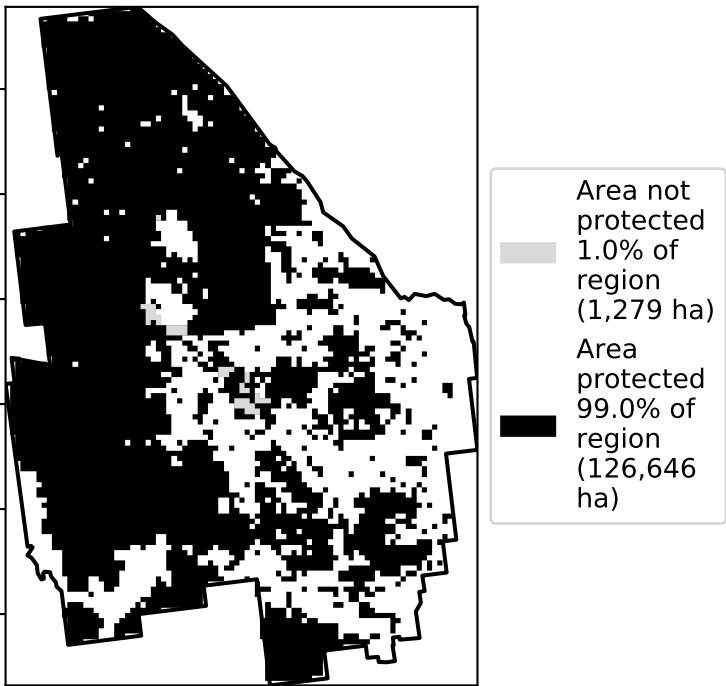 Area not
protected
1.0% of
region
(1,279 ha)
Area
protected
99.0% of
region
(126,646
ha)